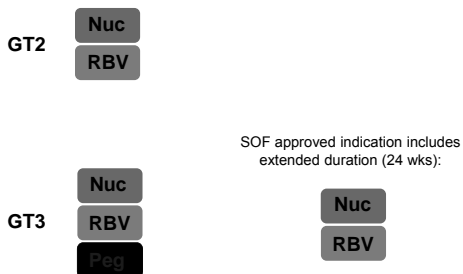 GT2
Nuc
RBV
SOF approved indication includes
extended duration (24 wks):
GT3
Nuc
RBV
Peg
Nuc
RBV